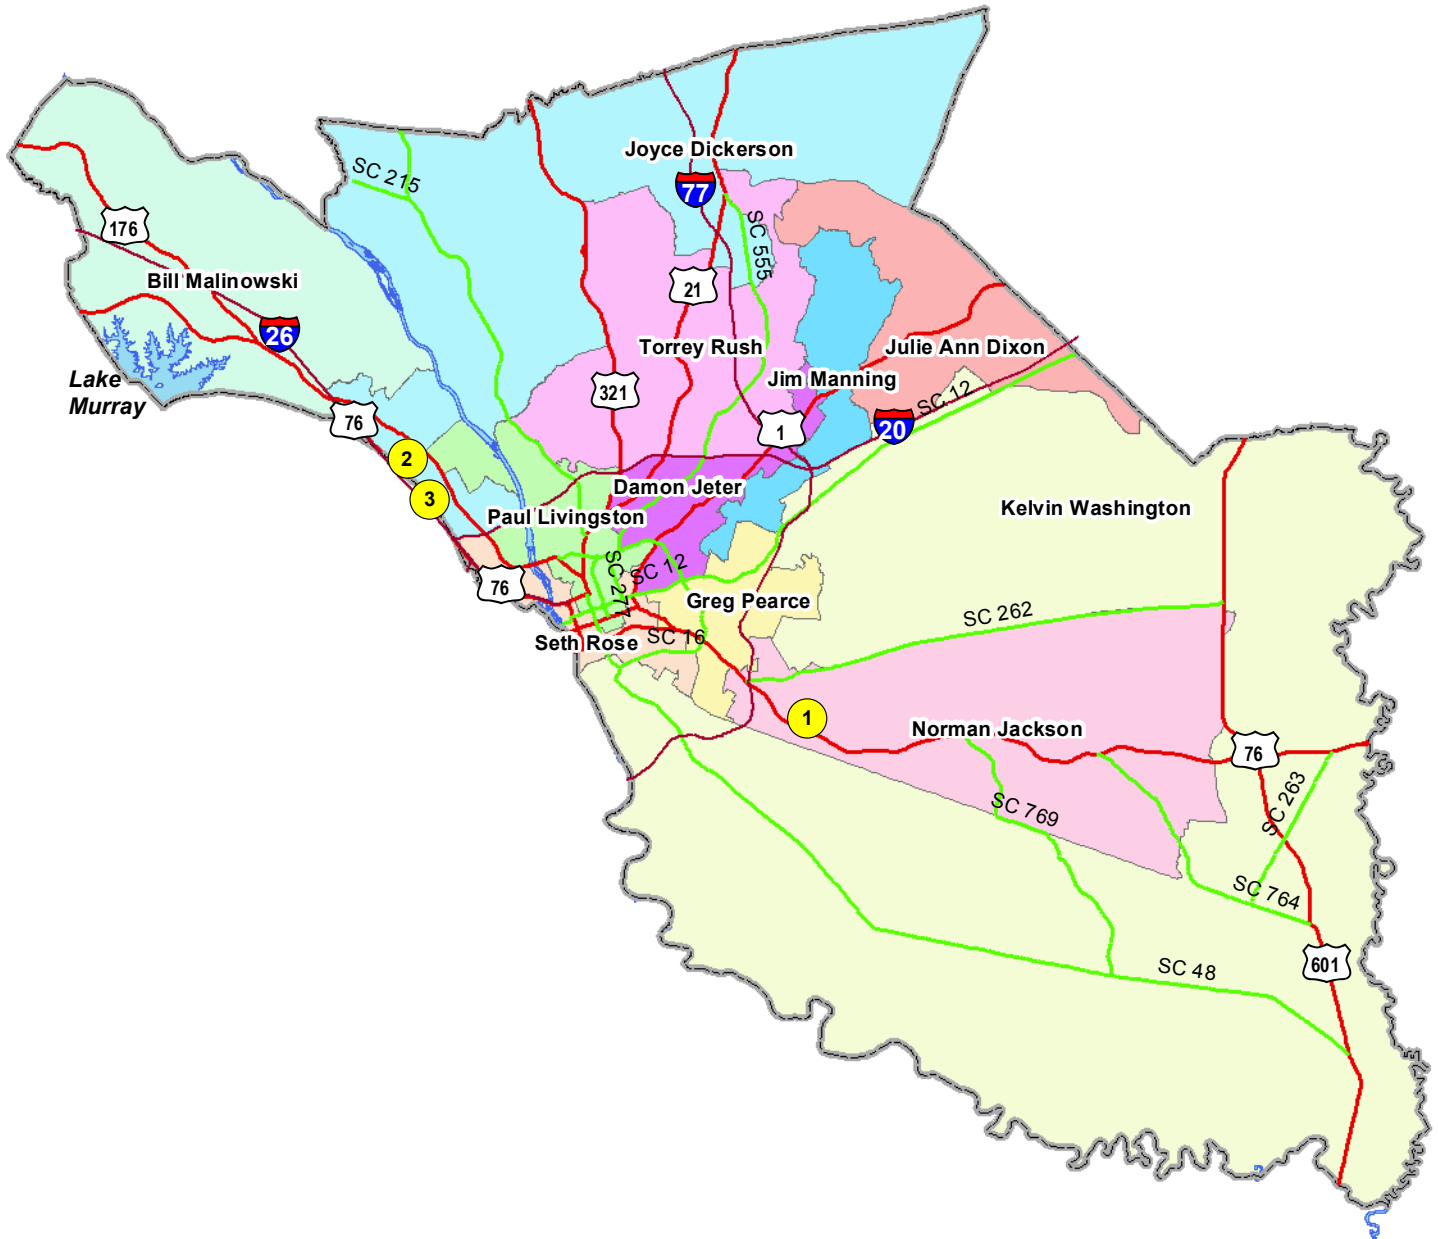 Joyce Dickerson
SC 215
77
176
SC 555
Bill Malinowski
21
26
Torrey Rush
Julie Ann Dixon
Lake
Murray
Jim Manning
321
SC 12
76
1
20
2
Damon Jeter
3
Kelvin Washington
Paul Livingston
SC 277
SC 12
76
Greg Pearce
SC 262
Seth Rose
SC 16
1
Norman Jackson
76
SC 263
SC 769
SC 764
601
SC 48